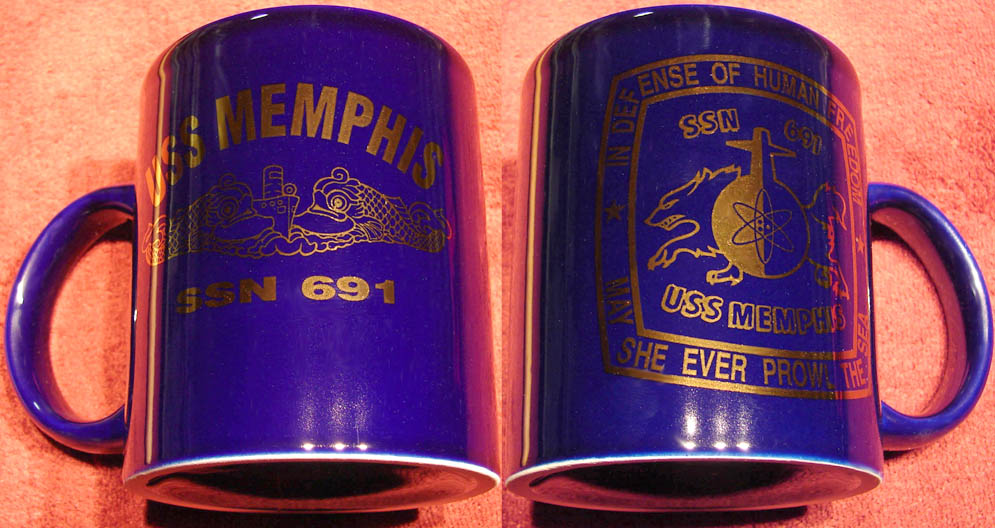 USS MEMPHIS
SSN 691
IN DEFENSE OF HUMAN FREEDOM
SSN 691
USS MEMPHIS
MAY SHE EVER PROWL THE SEA